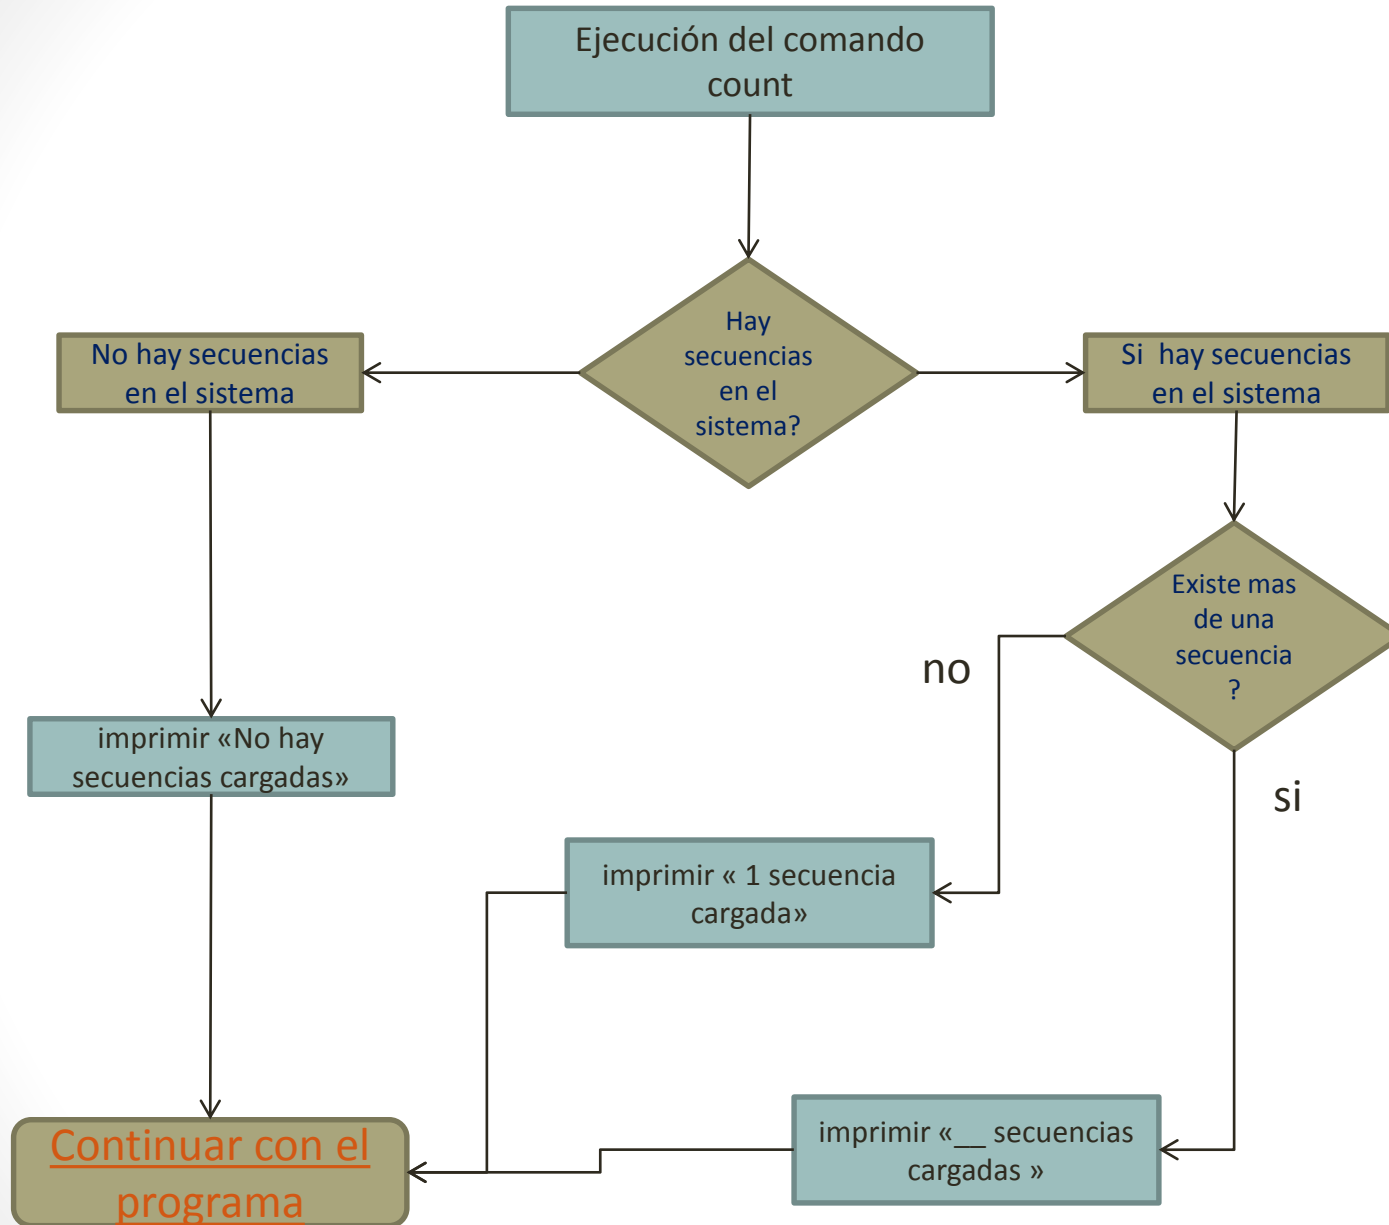 Ejecución del comando
count
Hay
secuencias
en el
sistema?
No hay secuencias
en el sistema
Si  hay secuencias
en el sistema
Existe mas
de una
secuencia
?
no
si
imprimir «No hay
secuencias cargadas»
imprimir « 1 secuencia
cargada»
imprimir «__ secuencias
cargadas »
Continuar con el
programa